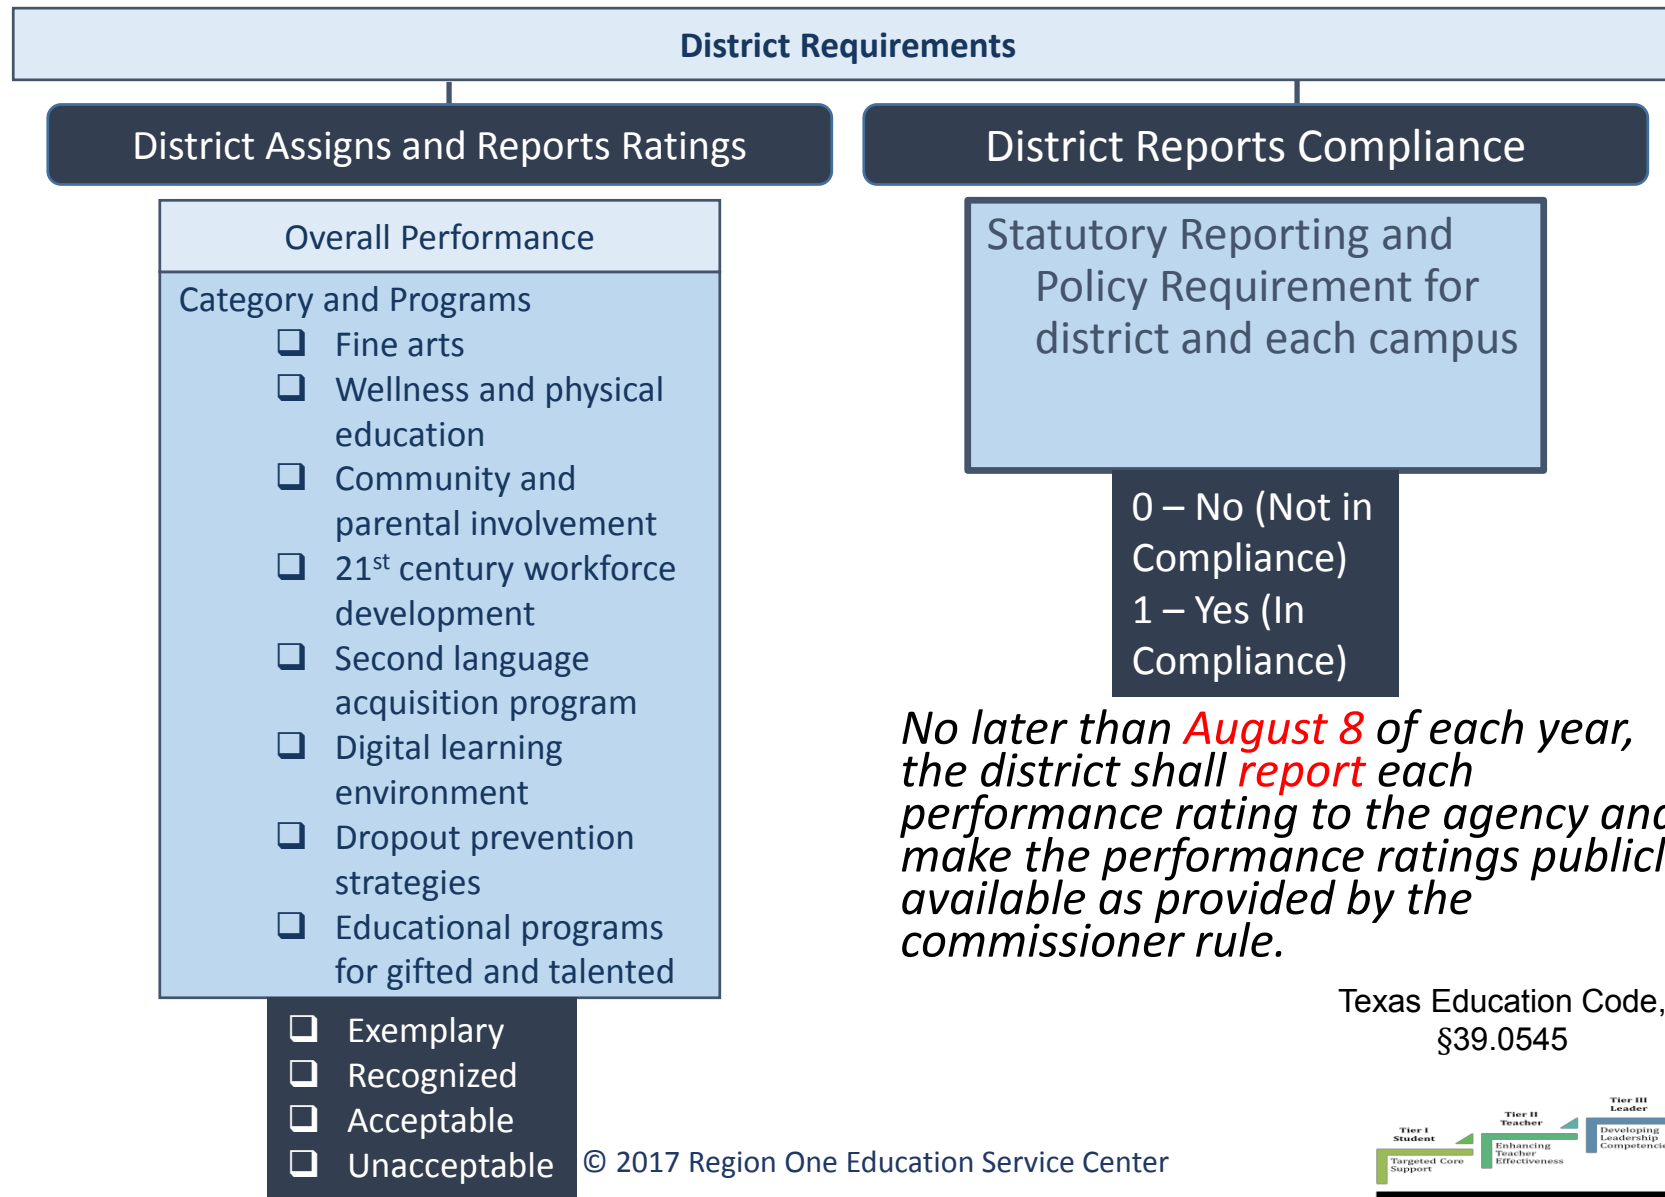 District Requirements
District Assigns and Reports Ratings
Overall Performance
Category and Programs
❑ Fine arts
❑ Wellness and physical
education
❑ Community and
parental involvement
❑ 21st century workforce
development
❑ Second language
acquisition program
❑ Digital learning
environment
❑ Dropout prevention
strategies
❑ Educational programs
for gifted and talented
❑ Exemplary
❑ Recognized
❑ Acceptable
❑ Unacceptable
District Reports Compliance
Statutory Reporting and
Policy Requirement for
district and each campus
0 – No (Not in
Compliance)
1 – Yes (In
Compliance)
No later than August 8 of each year,
the district shall report each
performance rating to the agency and
make the performance ratings publicl
available as provided by the
commissioner rule.
Texas Education Code,
§39.0545
© 2017 Region One Education Service Center
Tier I
Student
Targeted Core
Support
Tier II
Teacher
Enhancing
Teacher
Effectiveness
Tier III
Leader
Developing
Leadership
Competencie